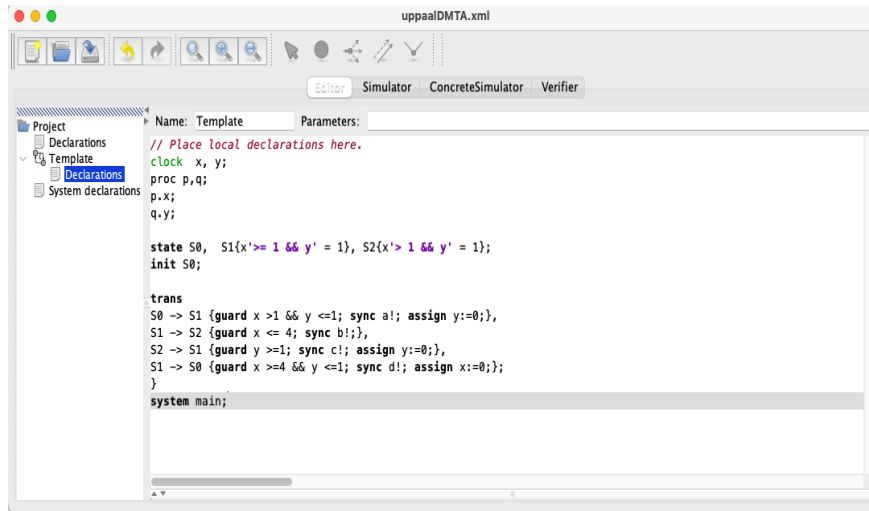 uppaalDMTA.xml
Editor Simulator ConcreteSimulator Verifier
Project
Declarations
Template
Declarations
System declarations
Name: Template Parameters:
// Place local declarations here.
clock x, y;
proc p,q;
p.x;
q.y;
state S0, S1{x'>= 1 && y' = 1}, S2{x'> 1 && y' = 1};
init S0;
trans
S0 -> S1 {guard x >1 && y <=1; sync a!; assign y:=0;},
S1 -> S2 {guard x <= 4; sync b!;},
S2 -> S1 {guard y >=1; sync c!; assign y:=0;},
S1 -> S0 {guard x >=4 && y <=1; sync d!; assign x:=0;};
}
system main;